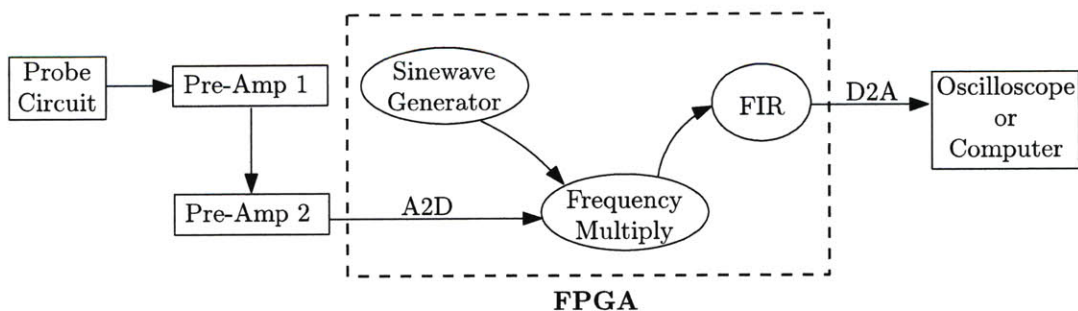 Probe
Circuit
Pre-Amp 1
Pre-Amp 2
A2D
Sinewave
Generator
Frequency
Multiply
FIR
D2A
Oscilloscope
or
Computer
FPGA